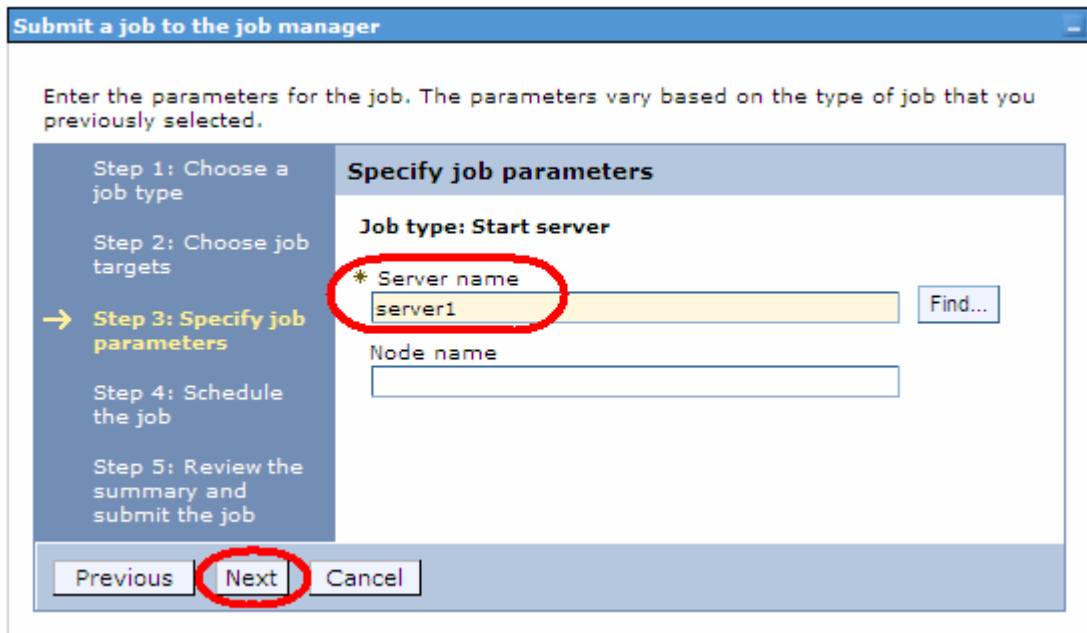 Submit a job to the job manager
Enter the parameters for the job. The parameters vary based on the type of job that you
previously selected.
Step 1: Choose a
job type
Step 2: Choose job
targets
Step 3: Specify job
parameters
Step 4: Schedule
the job
Step 5: Review the
summary and
submit the job
Specify job parameters
Job type: Start server
* Server name
server1
Find...
Node name
Previous Next Cancel